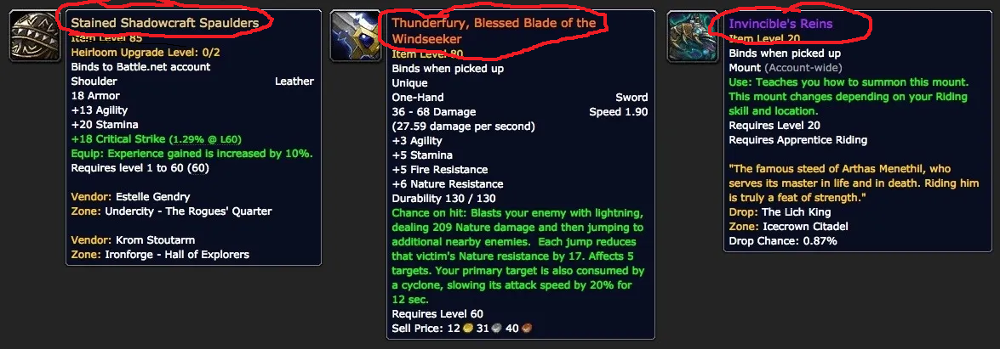 Stained Shadowcraft Spaulders
Item Level 85
Heirloom Upgrade Level: 0/2
Binds to Battle.net account
Shoulder Leather
18 Armor
+13 Agility
+20 Stamina
+18 Critical Strike (1.29% @ L60)
Equip: Experience gained is increased by 10%.
Requires level 1 to 60 (60)
Vendor: Estelle Gendry
Zone: Undercity - The Rogues' Quarter
Vendor: Krom Stoutarm
Zone: Ironforge - Hall of Explorers
Thunderfury, Blessed Blade of the
Windseeker
Item Level 80
Binds when picked up
Unique
One-Hand Sword
36 - 68 Damage Speed 1.90
(27.59 damage per second)
+3 Agility
+5 Stamina
+5 Fire Resistance
+6 Nature Resistance
Durability 130 / 130
Chance on hit: Blasts your enemy with lightning,
dealing 209 Nature damage and then jumping to
additional nearby enemies. Each jump reduces
that victim's Nature resistance by 17. Affects 5
targets. Your primary target is also consumed by
a cyclone, slowing its attack speed by 20% for
12 sec.
Requires Level 60
Sell Price: 12 31 40
Invincible's Reins
Item Level 20
Binds when picked up
Mount (Account-wide)
Use: Teaches you how to summon this mount.
This mount changes depending on your Riding
skill and location.
Requires Level 20
Requires Apprentice Riding
"The famous steed of Arthas Menethil, who
serves its master in life and in death. Riding him
is truly a feat of strength."
Drop: The Lich King
Zone: Icecrown Citadel
Drop Chance: 0.87%